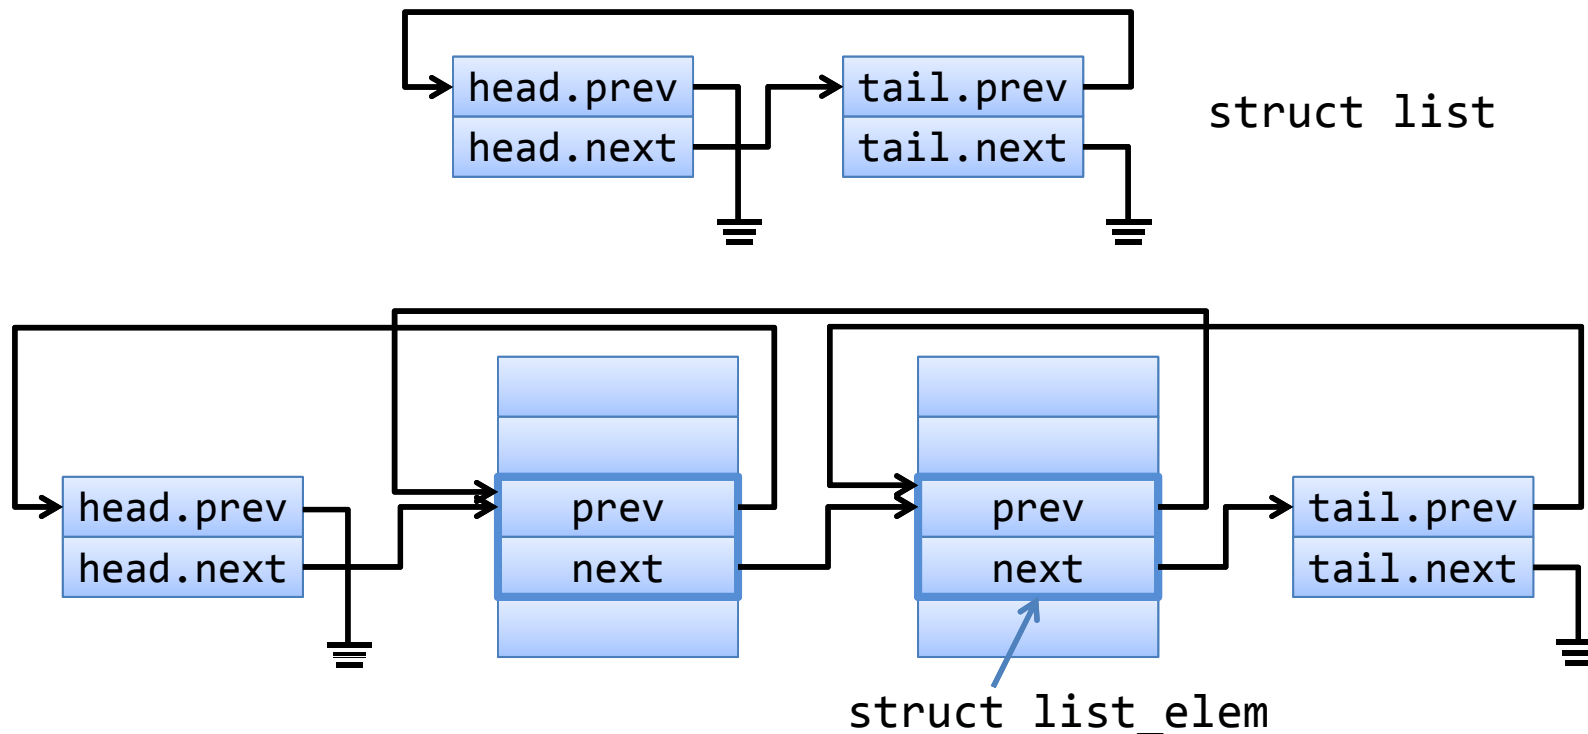 head.prev
head.next
tail.prev
tail.next
struct list
head.prev
head.next
prev
next
prev
next
tail.prev
tail.next
struct list_elem